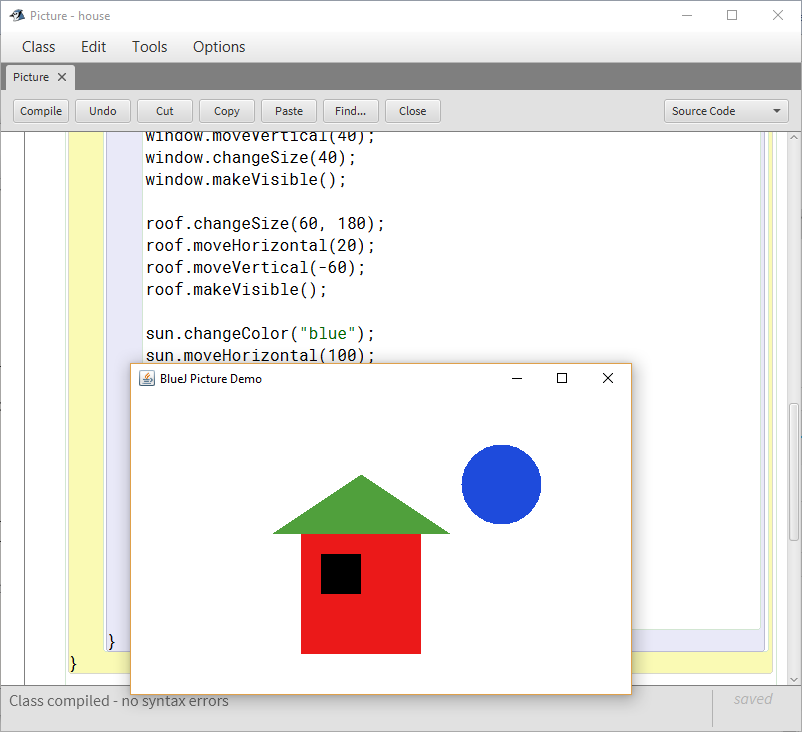 Picture - house
Class Edit Tools Options
Picture
Compile Undo Cut Copy Paste Find... Close Source Code
window.moveVertical(40);
window.changeSize(40);
window.makeVisible();
roof.changeSize(60, 180);
roof.moveHorizontal(20);
roof.moveVertical(-60);
roof.makeVisible();
sun.changeColor("blue");
sun.moveHorizontal(100);
BlueJ Picture Demo
}
}
Class compiled - no syntax errors
saved